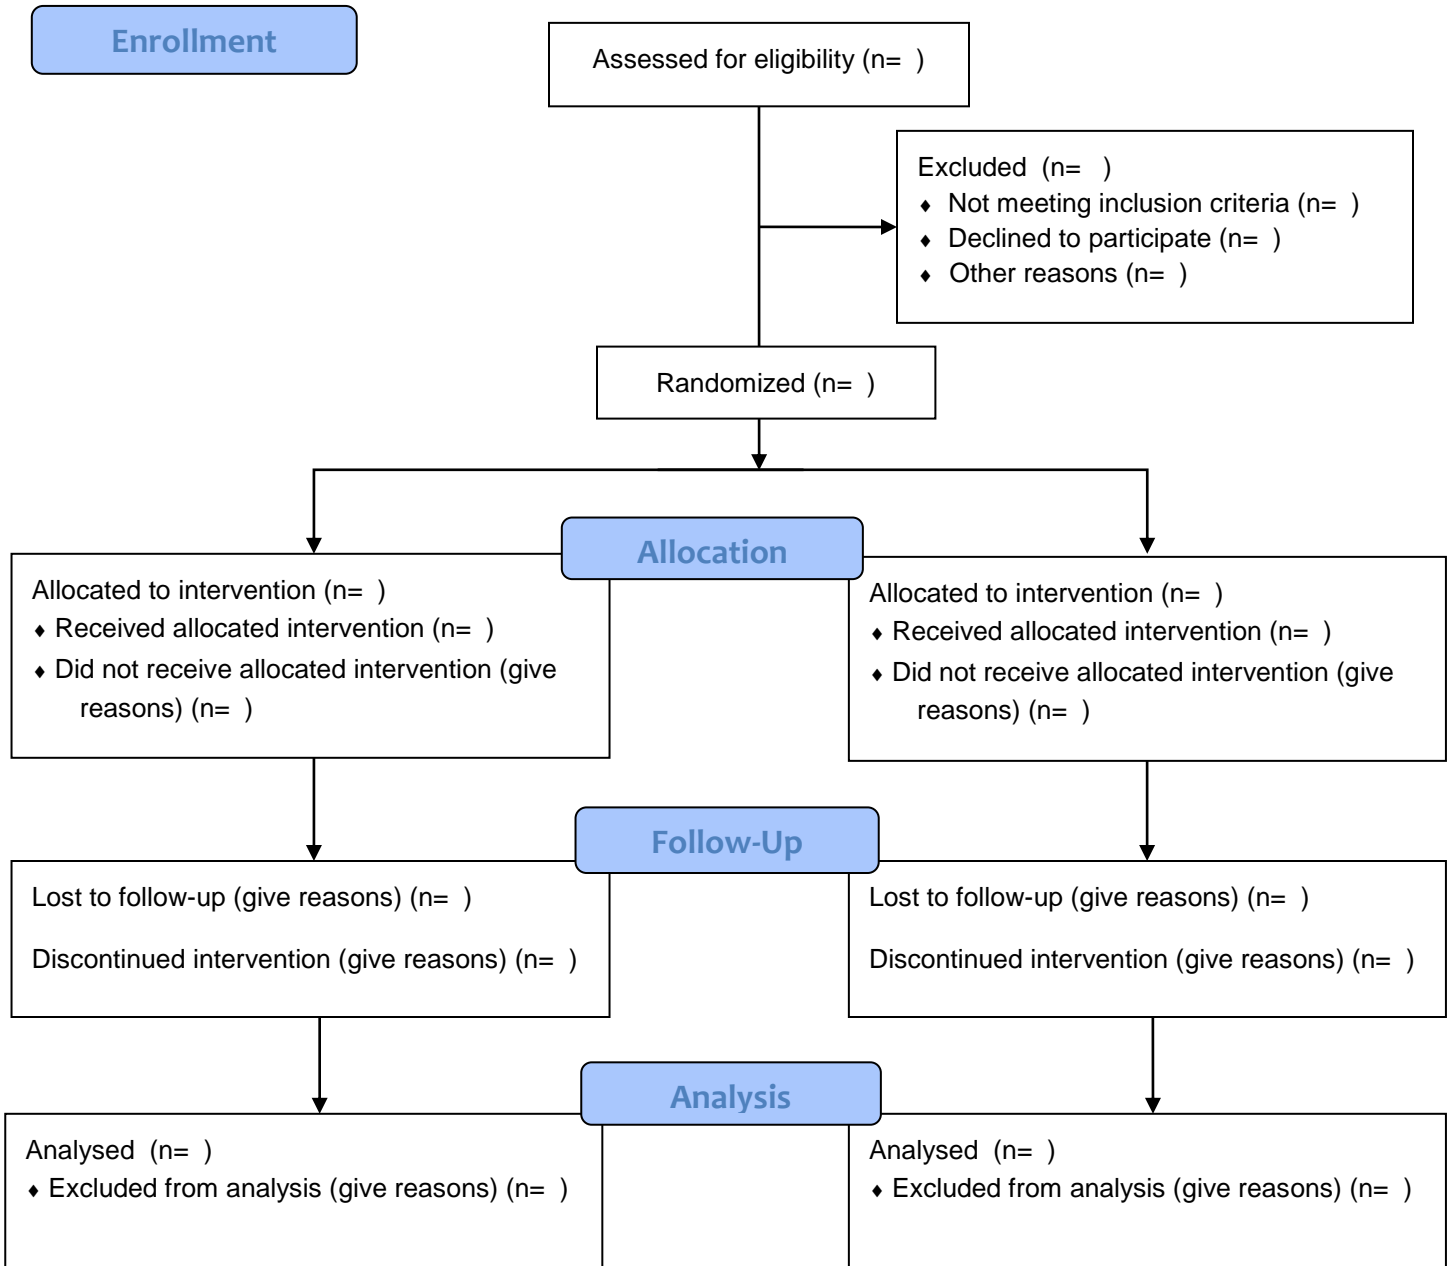 Enrollment
Assessed for eligibility (n=  )
Excluded  (n=   )
♦ Not meeting inclusion criteria (n=  )
♦ Declined to participate (n=  )
♦ Other reasons (n=  )
Randomized (n=  )
Allocation
Allocated to intervention (n=  )
♦ Received allocated intervention (n=  )
♦ Did not receive allocated intervention (give
reasons) (n=  )
Allocated to intervention (n=  )
♦ Received allocated intervention (n=  )
♦ Did not receive allocated intervention (give
reasons) (n=  )
Follow-Up
Lost to follow-up (give reasons) (n=  )
Discontinued intervention (give reasons) (n=  )
Lost to follow-up (give reasons) (n=  )
Discontinued intervention (give reasons) (n=  )
Analysis
Analysed  (n=  )
♦ Excluded from analysis (give reasons) (n=  )
Analysed  (n=  )
♦ Excluded from analysis (give reasons) (n=  )